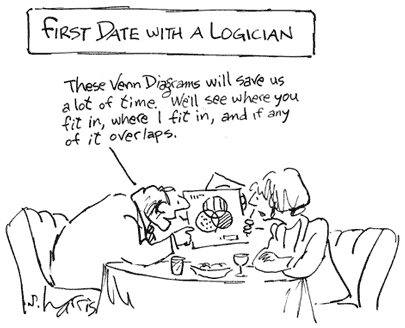 FIRST DATE WITH A LOGICIAN
These Venn Diagrams will save us
a lot of time. We'll see where you
fit in, where I fit in, and if any
of it overlaps.
S. Harris